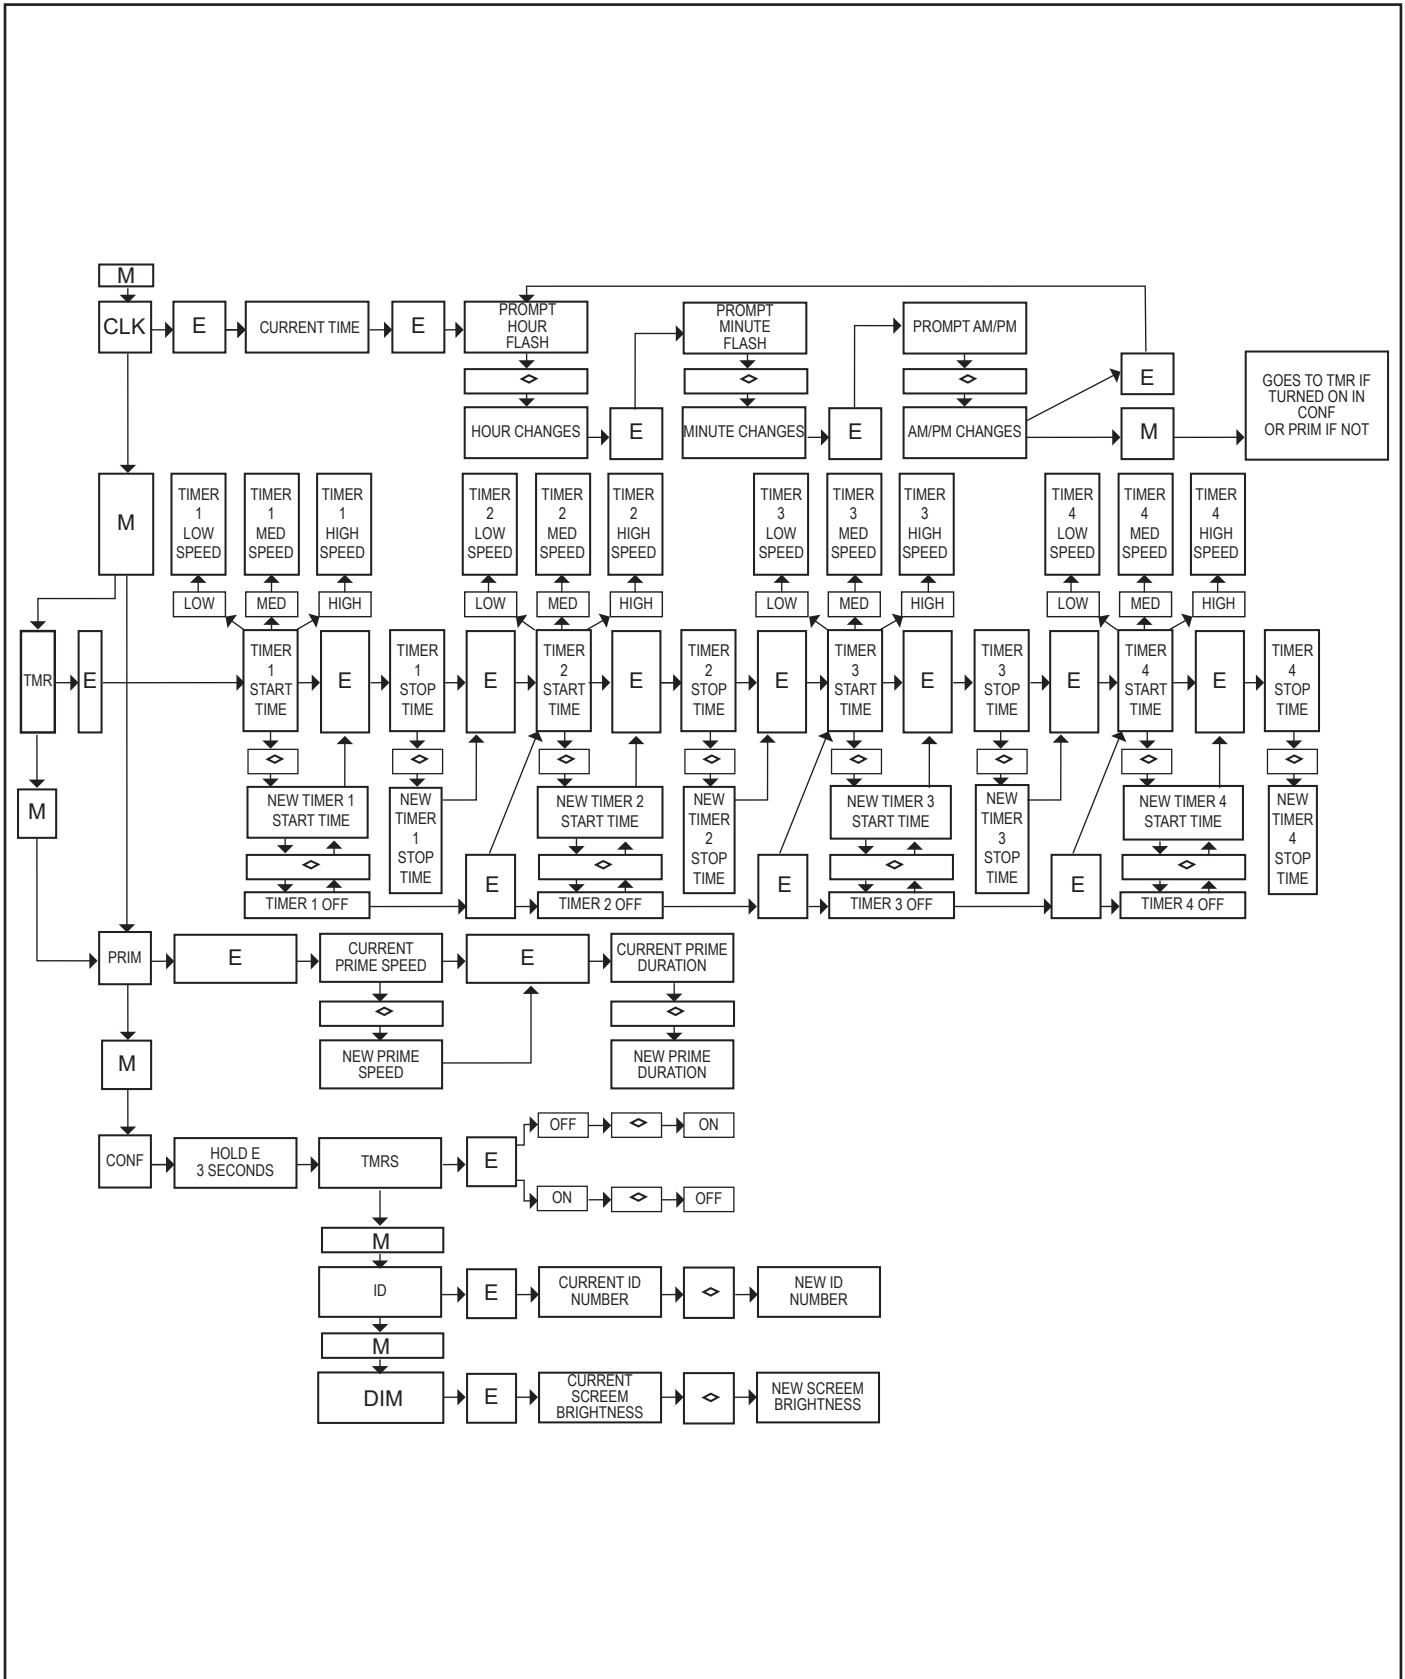 M
CLK
E
CURRENT TIME
E
PROMPT
HOUR
FLASH
HOUR CHANGES
E
PROMPT
MINUTE
FLASH
MINUTE CHANGES
E
PROMPT AM/PM
AM/PM CHANGES
E
M
GOES TO TMR IF
TURNED ON IN
CONF
OR PRIM IF NOT
M
TIMER
1
LOW
SPEED
TIMER
1
MED
SPEED
TIMER
1
HIGH
SPEED
TIMER
2
LOW
SPEED
TIMER
2
MED
SPEED
TIMER
2
HIGH
SPEED
TIMER
3
LOW
SPEED
TIMER
3
MED
SPEED
TIMER
3
HIGH
SPEED
TIMER
4
LOW
SPEED
TIMER
4
MED
SPEED
TIMER
4
HIGH
SPEED
LOW
MED
HIGH
LOW
MED
HIGH
LOW
MED
HIGH
LOW
MED
HIGH
TMR
E
TIMER
1
START
TIME
E
TIMER
1
STOP
TIME
E
TIMER
2
START
TIME
E
TIMER
2
STOP
TIME
E
TIMER
3
START
TIME
E
TIMER
3
STOP
TIME
E
TIMER
4
START
TIME
E
TIMER
4
STOP
TIME
M
NEW TIMER 1
START TIME
NEW
TIMER
1
STOP
TIME
NEW TIMER 2
START TIME
NEW
TIMER
2
STOP
TIME
NEW TIMER 3
START TIME
NEW
TIMER
3
STOP
TIME
NEW TIMER 4
START TIME
NEW
TIMER
4
STOP
TIME
TIMER 1 OFF
E
TIMER 2 OFF
E
TIMER 3 OFF
E
TIMER 4 OFF
PRIM
E
CURRENT
PRIME SPEED
E
CURRENT PRIME
DURATION
M
NEW PRIME
SPEED
NEW PRIME
DURATION
CONF
HOLD E
3 SECONDS
TMRS
E
OFF
ON
ON
OFF
M
ID
E
CURRENT ID
NUMBER
NEW ID
NUMBER
M
DIM
E
CURRENT
SCREEM
BRIGHTNESS
NEW SCREEM
BRIGHTNESS